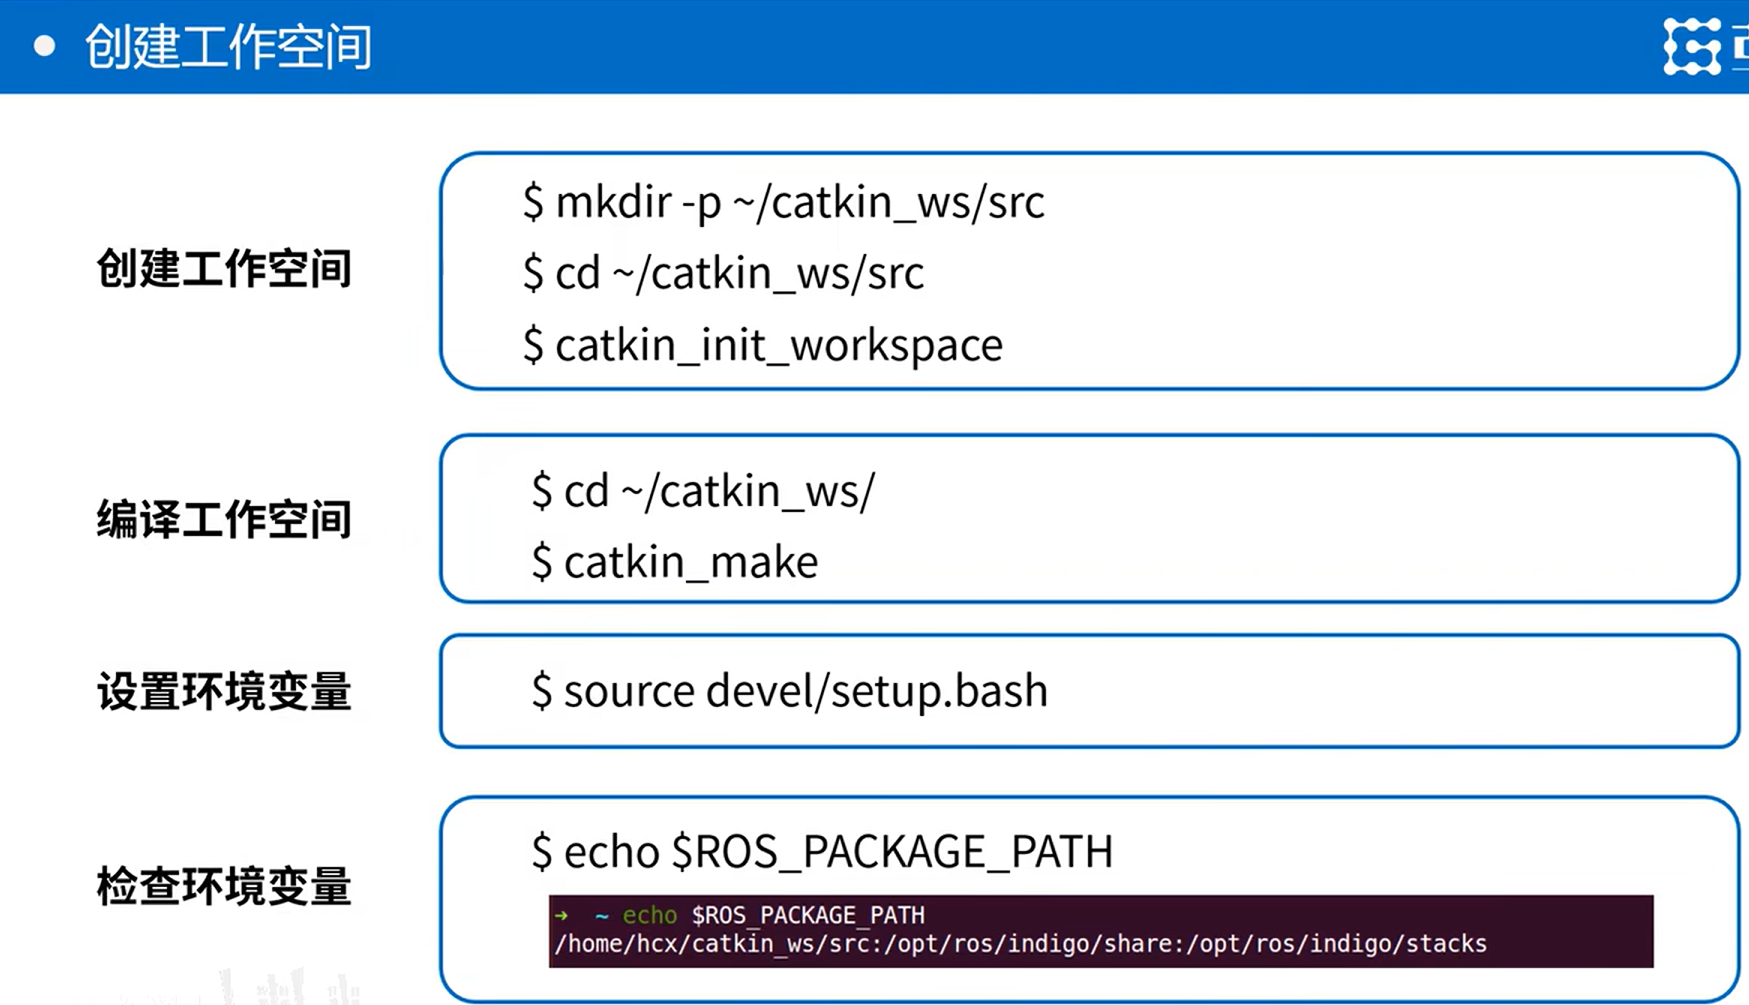 创建工作空间
创建工作空间
$ mkdir -p ~/catkin_ws/src
$ cd ~/catkin_ws/src
$ catkin_init_workspace
编译工作空间
$ cd ~/catkin_ws/
$ catkin_make
设置环境变量
$ source devel/setup.bash
检查环境变量
$ echo $ROS_PACKAGE_PATH
➜ ~ echo $ROS_PACKAGE_PATH
/home/hcx/catkin_ws/src:/opt/ros/indigo/share:/opt/ros/indigo/stacks